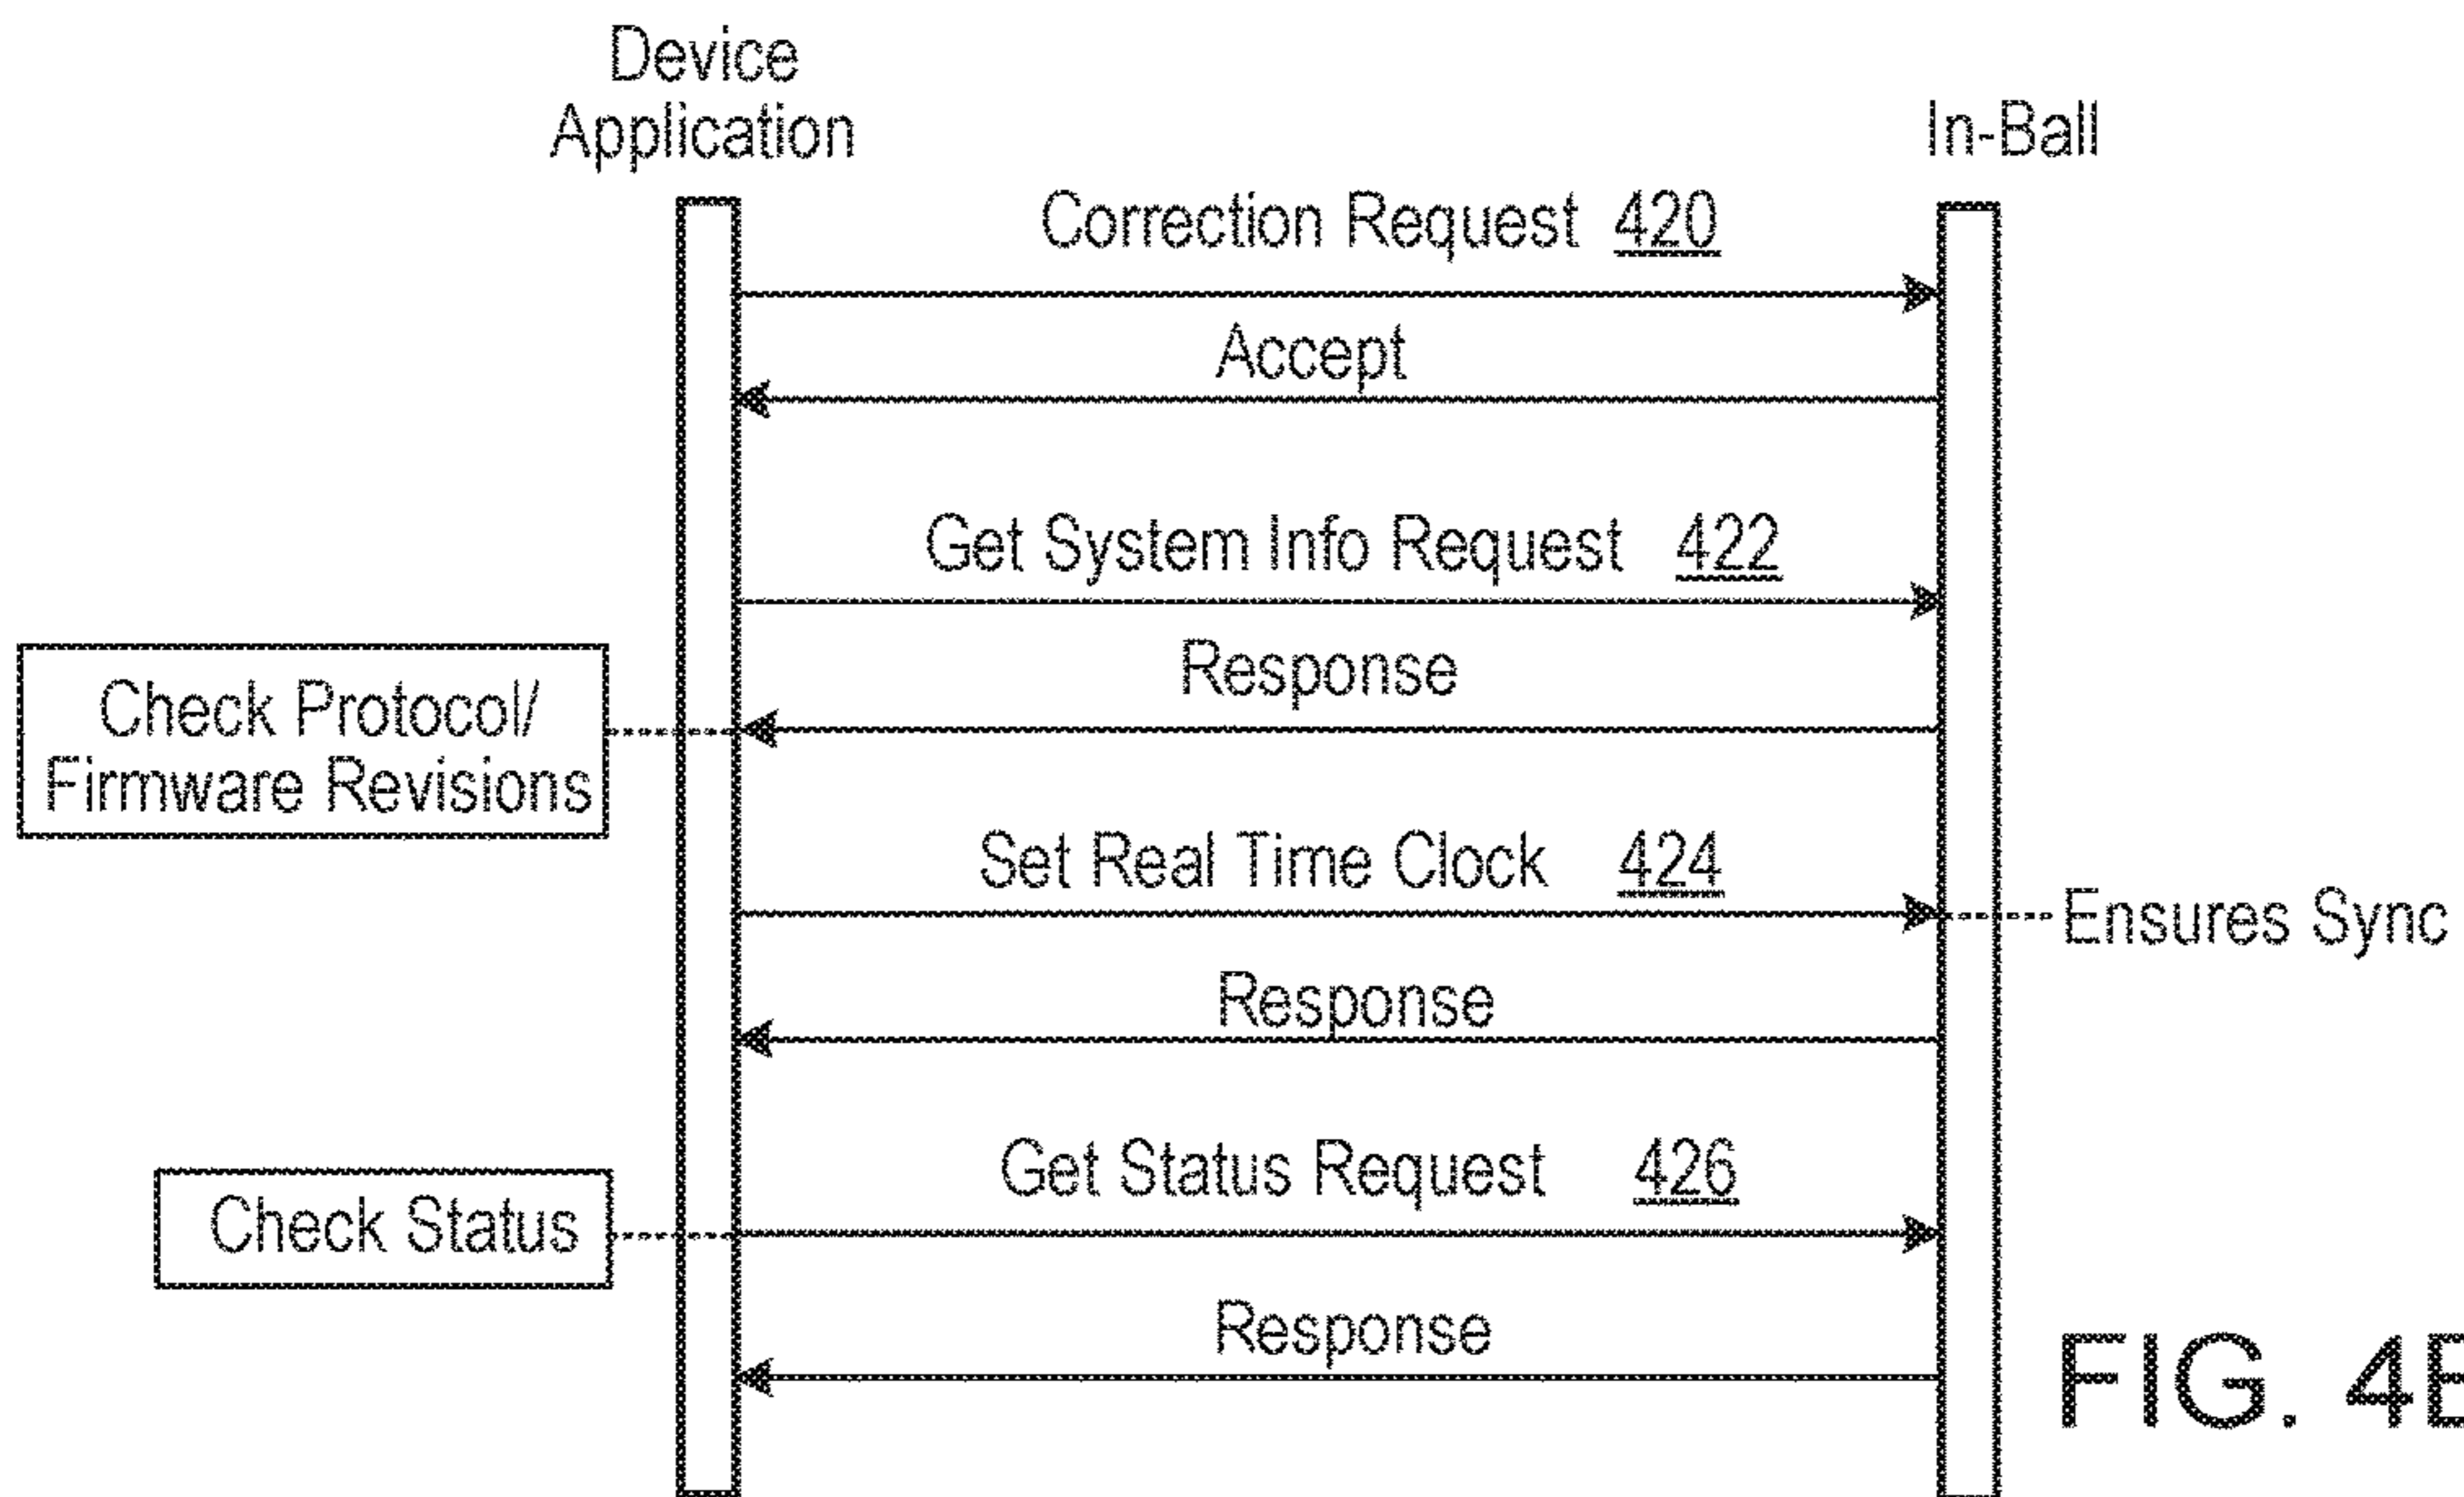 Device
Application
In-Ball
Correction Request 420
Accept
Get System Info Request 422
Response
Check Protocol/
Firmware Revisions
Set Real Time Clock 424
Ensures Sync
Response
Get Status Request 426
Check Status
Response
FIG.